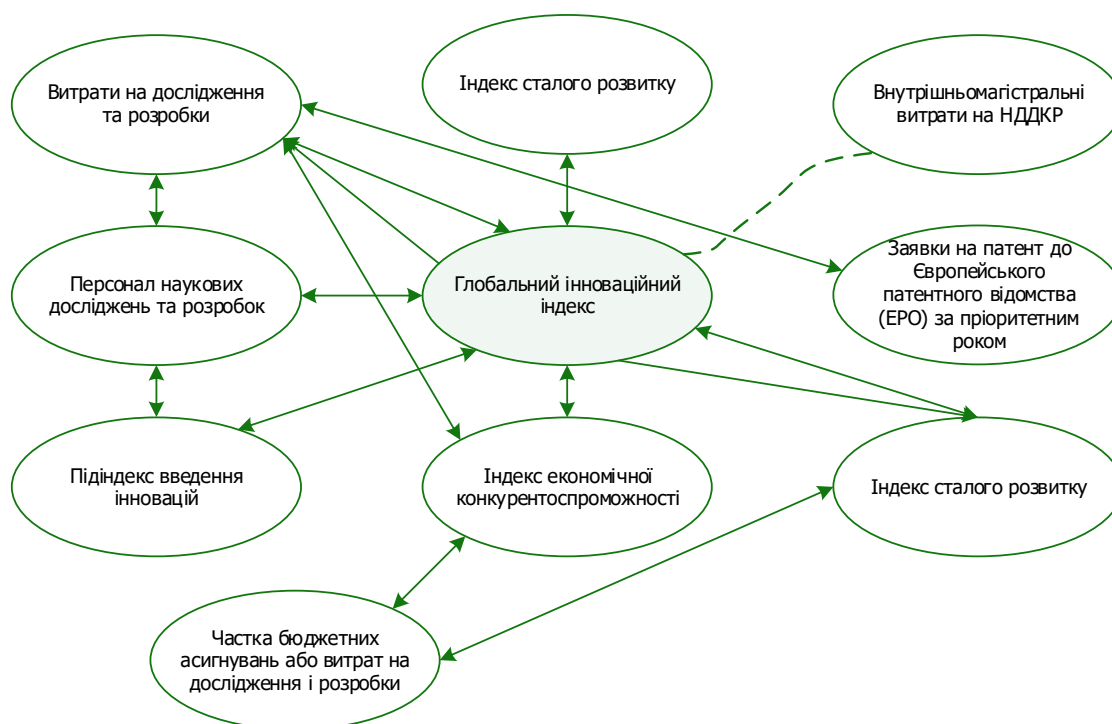 Витрати на дослідження
та розробки
Індекс сталого розвитку
Внутрішньомагістральні
витрати на НДДКР
Персонал наукових
досліджень та розробок
Глобальний інноваційний
індекс
Заявки на патент до
Європейського
патентного відомства
(ЕРО) за пріоритетним
роком
Підіндекс введення
інновацій
Індекс економічної
конкурентоспроможності
Індекс сталого розвитку
Частка бюджетних
асигнувань або витрат на
дослідження і розробки